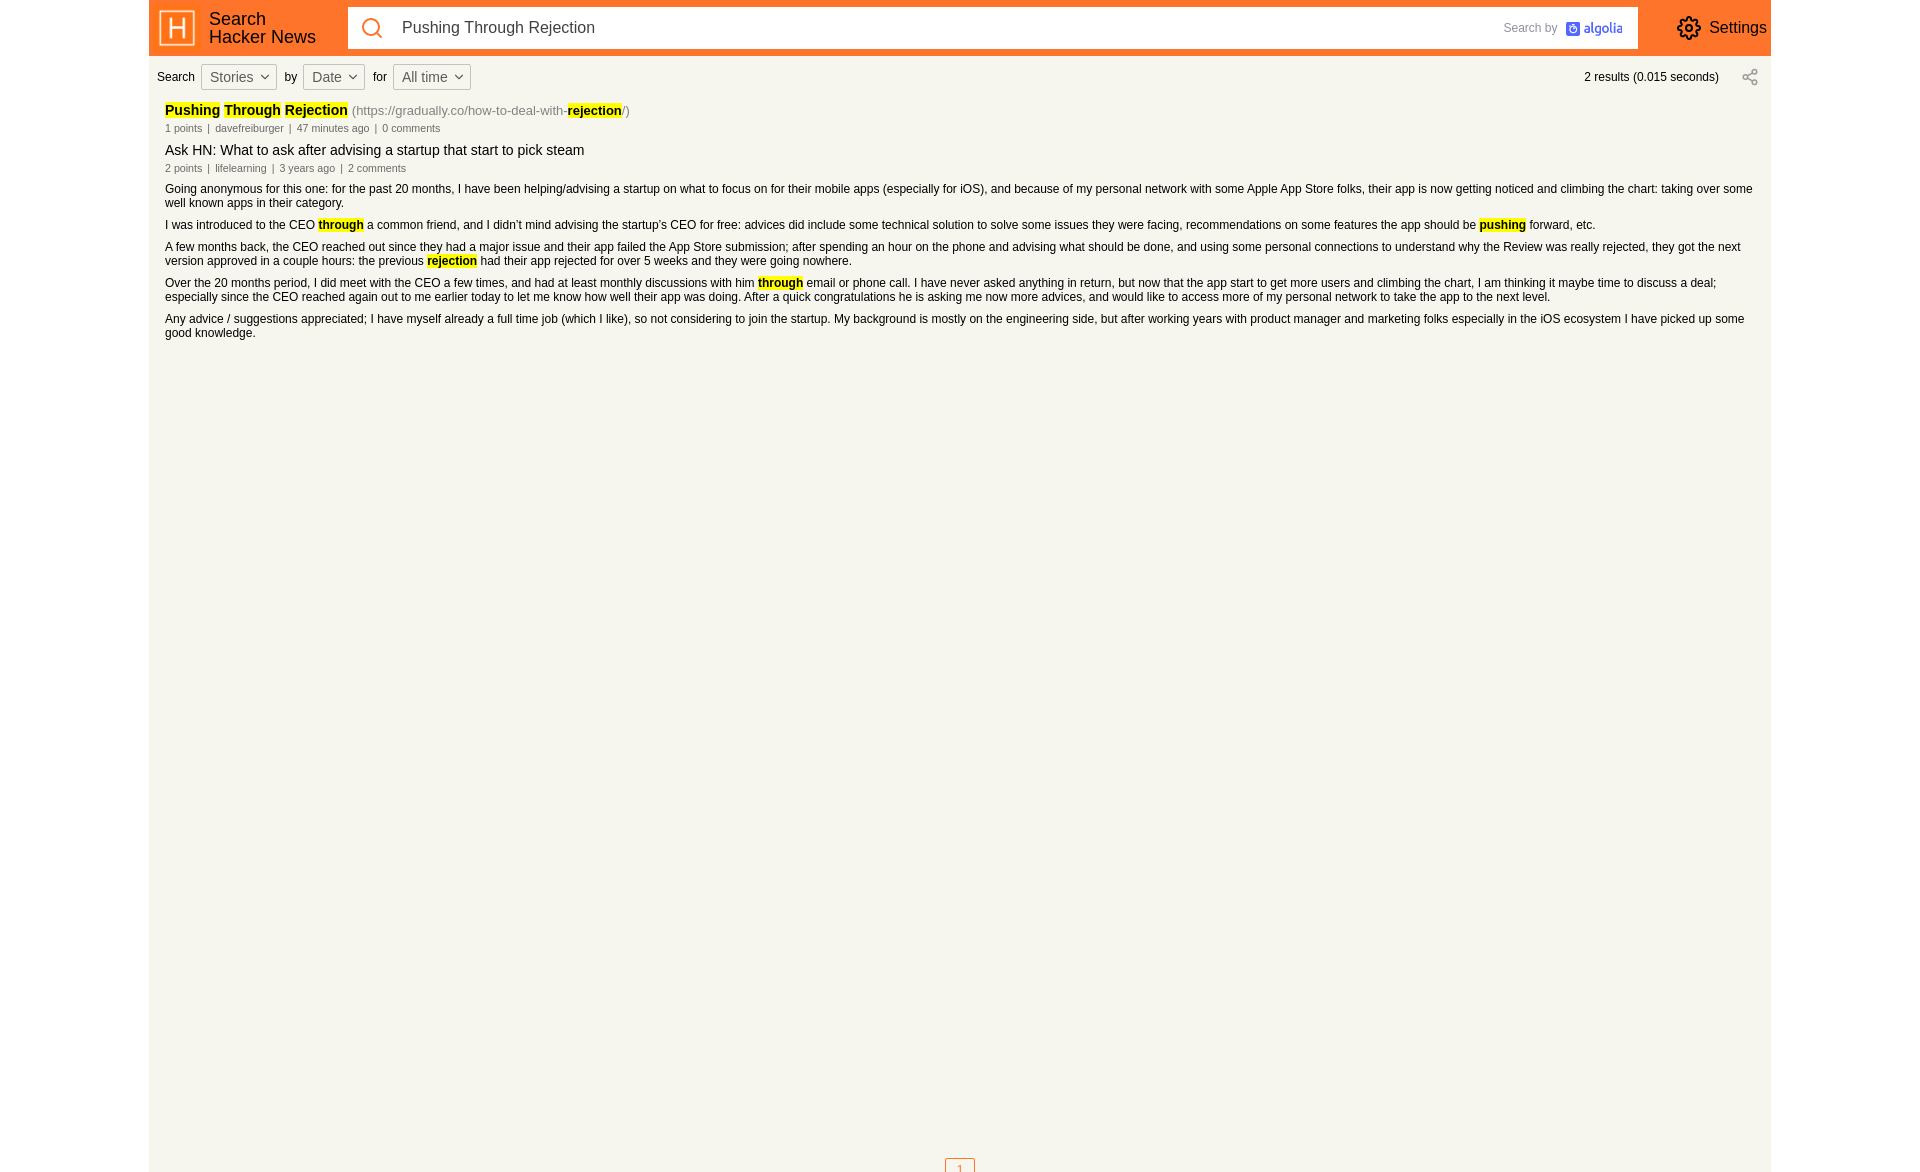 Search
Hacker News
Pushing Through Rejection
Search by algolia
Settings
Search Stories by Date for All time
2 results (0.015 seconds)
Pushing Through Rejection (https://gradually.co/how-to-deal-with-rejection/)
1 points | davefreiburger | 47 minutes ago | 0 comments
Ask HN: What to ask after advising a startup that start to pick steam
2 points | lifelearning | 3 years ago | 2 comments
Going anonymous for this one: for the past 20 months, I have been helping/advising a startup on what to focus on for their mobile apps (especially for iOS), and because of my personal network with some Apple App Store folks, their app is now getting noticed and climbing the chart: taking over some
well known apps in their category.
I was introduced to the CEO through a common friend, and I didn’t mind advising the startup’s CEO for free: advices did include some technical solution to solve some issues they were facing, recommendations on some features the app should be pushing forward, etc.
A few months back, the CEO reached out since they had a major issue and their app failed the App Store submission; after spending an hour on the phone and advising what should be done, and using some personal connections to understand why the Review was really rejected, they got the next
version approved in a couple hours: the previous rejection had their app rejected for over 5 weeks and they were going nowhere.
Over the 20 months period, I did meet with the CEO a few times, and had at least monthly discussions with him through email or phone call. I have never asked anything in return, but now that the app start to get more users and climbing the chart, I am thinking it maybe time to discuss a deal;
especially since the CEO reached again out to me earlier today to let me know how well their app was doing. After a quick congratulations he is asking me now more advices, and would like to access more of my personal network to take the app to the next level.
Any advice / suggestions appreciated; I have myself already a full time job (which I like), so not considering to join the startup. My background is mostly on the engineering side, but after working years with product manager and marketing folks especially in the iOS ecosystem I have picked up some
good knowledge.
1